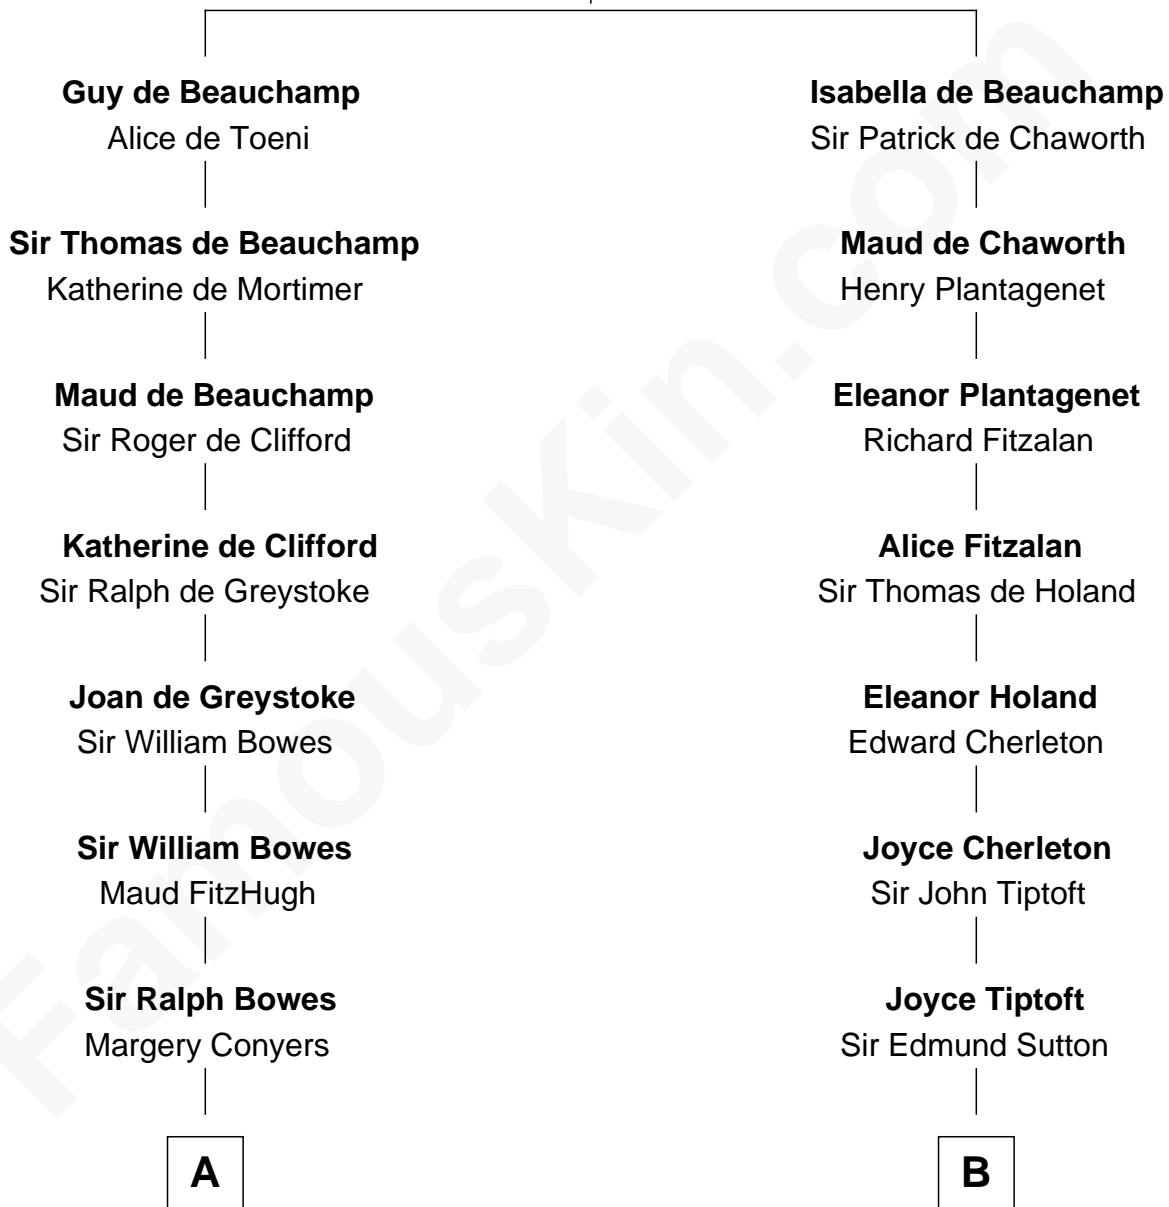 Guy de Beauchamp
Alice de Toeni
Sir Thomas de Beauchamp
Katherine de Mortimer
Maud de Beauchamp
Sir Roger de Clifford
Katherine de Clifford
Sir Ralph de Greystoke
Joan de Greystoke
Sir William Bowes
Sir William Bowes
Maud FitzHugh
Sir Ralph Bowes
Margery Conyers
A
Isabella de Beauchamp
Sir Patrick de Chaworth
Maud de Chaworth
Henry Plantagenet
Eleanor Plantagenet
Richard Fitzalan
Alice Fitzalan
Sir Thomas de Holand
Eleanor Holand
Edward Cherleton
Joyce Cherleton
Sir John Tiptoft
Joyce Tiptoft
Sir Edmund Sutton
B
FamousKin.com